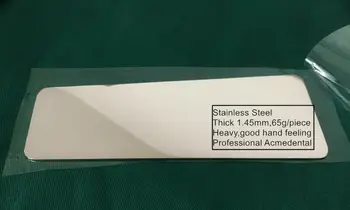 Stainless Steel
Thick 1.45mm,65g/piece
Heavy,good hand feeling
Professional Acmedental